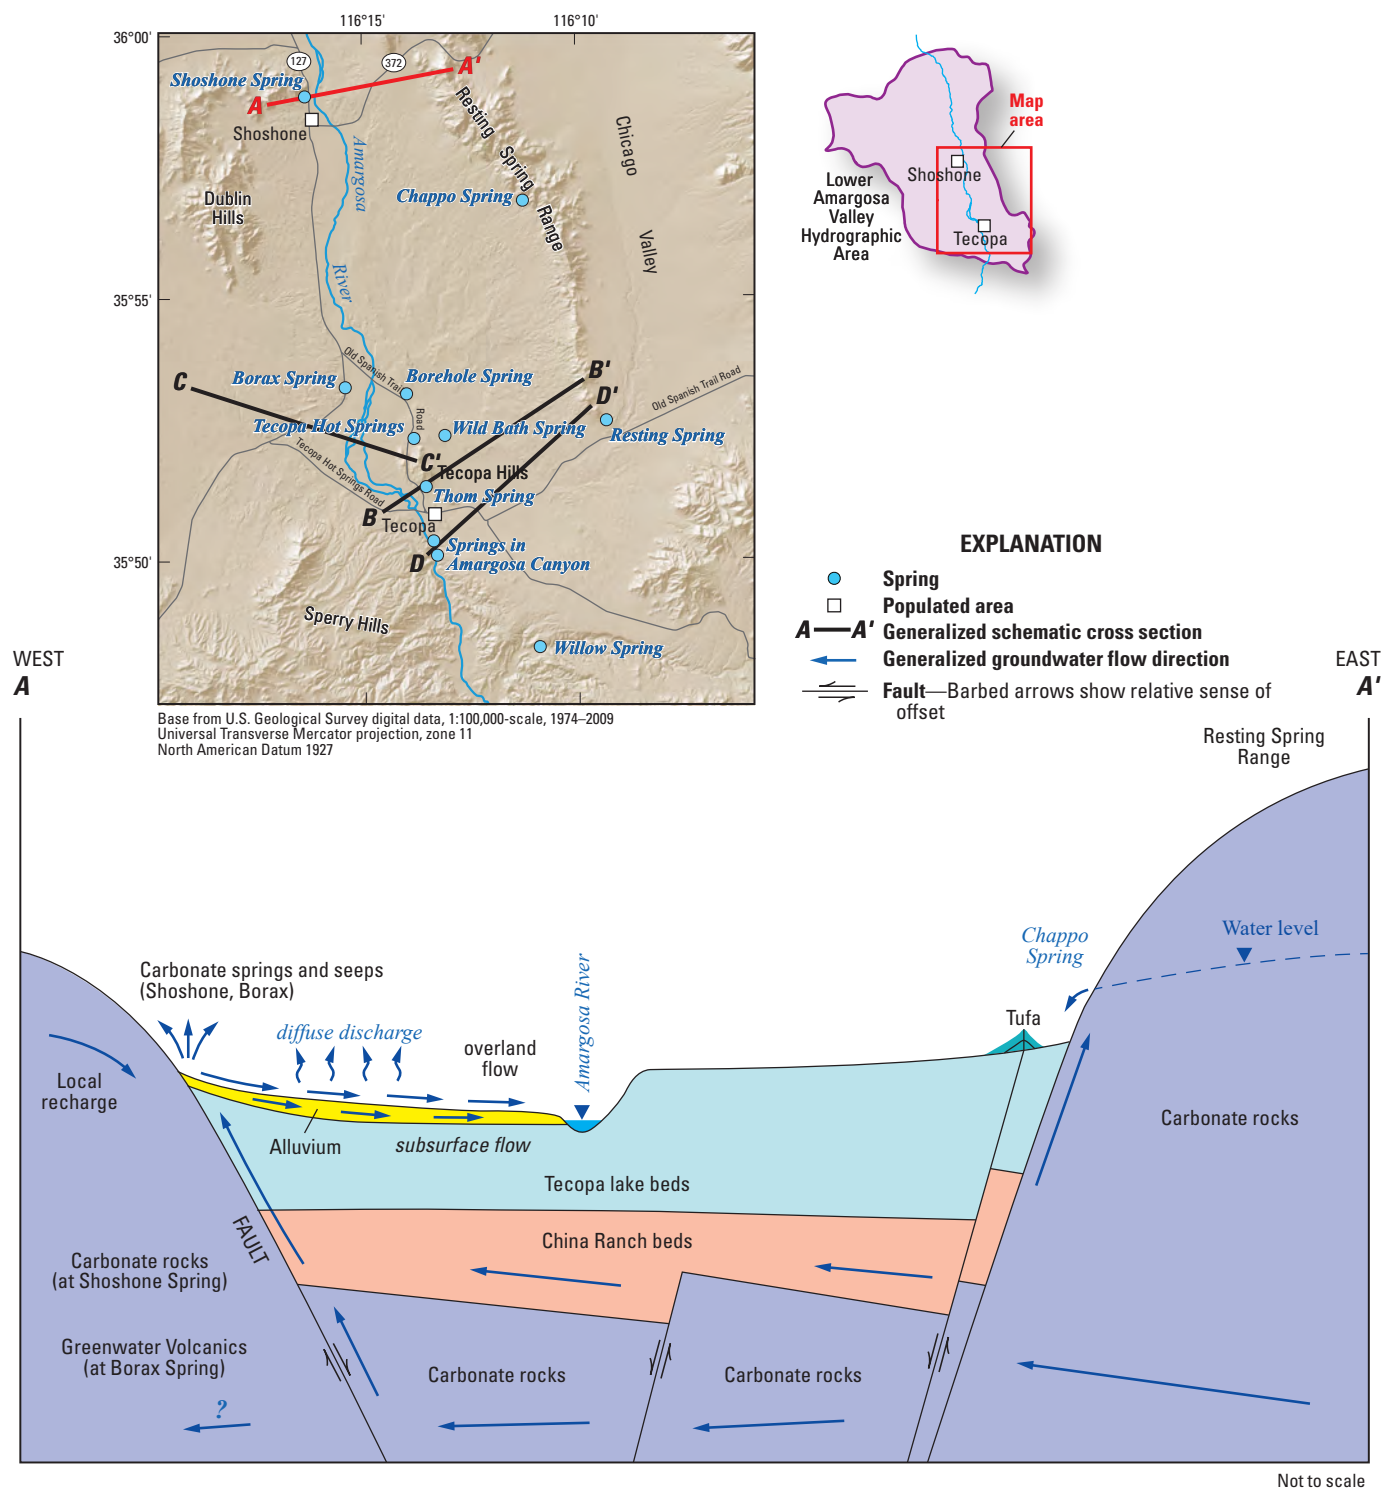 116°15'
116°10'
36°00'
127
372
Shoshone Spring
A
A'
Shoshone
Resting
Spring
Range
Chicago
Valley
Amargosa
River
Dublin
Hills
Chappo Spring
35°55'
Old Spanish Trail
Road
C
Borax Spring
Borehole Spring
B'
D'
Old Spanish Trail Road
Tecopa Hot Springs
Wild Bath Spring
Resting Spring
Tecopa Hot Springs Road
C'
Tecopa Hills
Thom Spring
B
Tecopa
Springs in
Amargosa Canyon
D
35°50'
Sperry Hills
Willow Spring
Base from U.S. Geological Survey digital data, 1:100,000-scale, 1974–2009
Universal Transverse Mercator projection, zone 11
North American Datum 1927
Map
area
Shoshone
Tecopa
Lower
Amargosa
Valley
Hydrographic
Area
EXPLANATION
Spring
Populated area
A A' Generalized schematic cross section
Generalized groundwater flow direction
Fault—Barbed arrows show relative sense of
offset
WEST
A
EAST
A'
Resting Spring
Range
Carbonate springs and seeps
(Shoshone, Borax)
diffuse discharge
overland
flow
Amargosa River
Chappo
Spring
Water level
Tufa
Local
recharge
Alluvium
subsurface flow
Carbonate rocks
Tecopa lake beds
FAULT
China Ranch beds
Carbonate rocks
(at Shoshone Spring)
Greenwater Volcanics
(at Borax Spring)
Carbonate rocks
Carbonate rocks
?
Not to scale